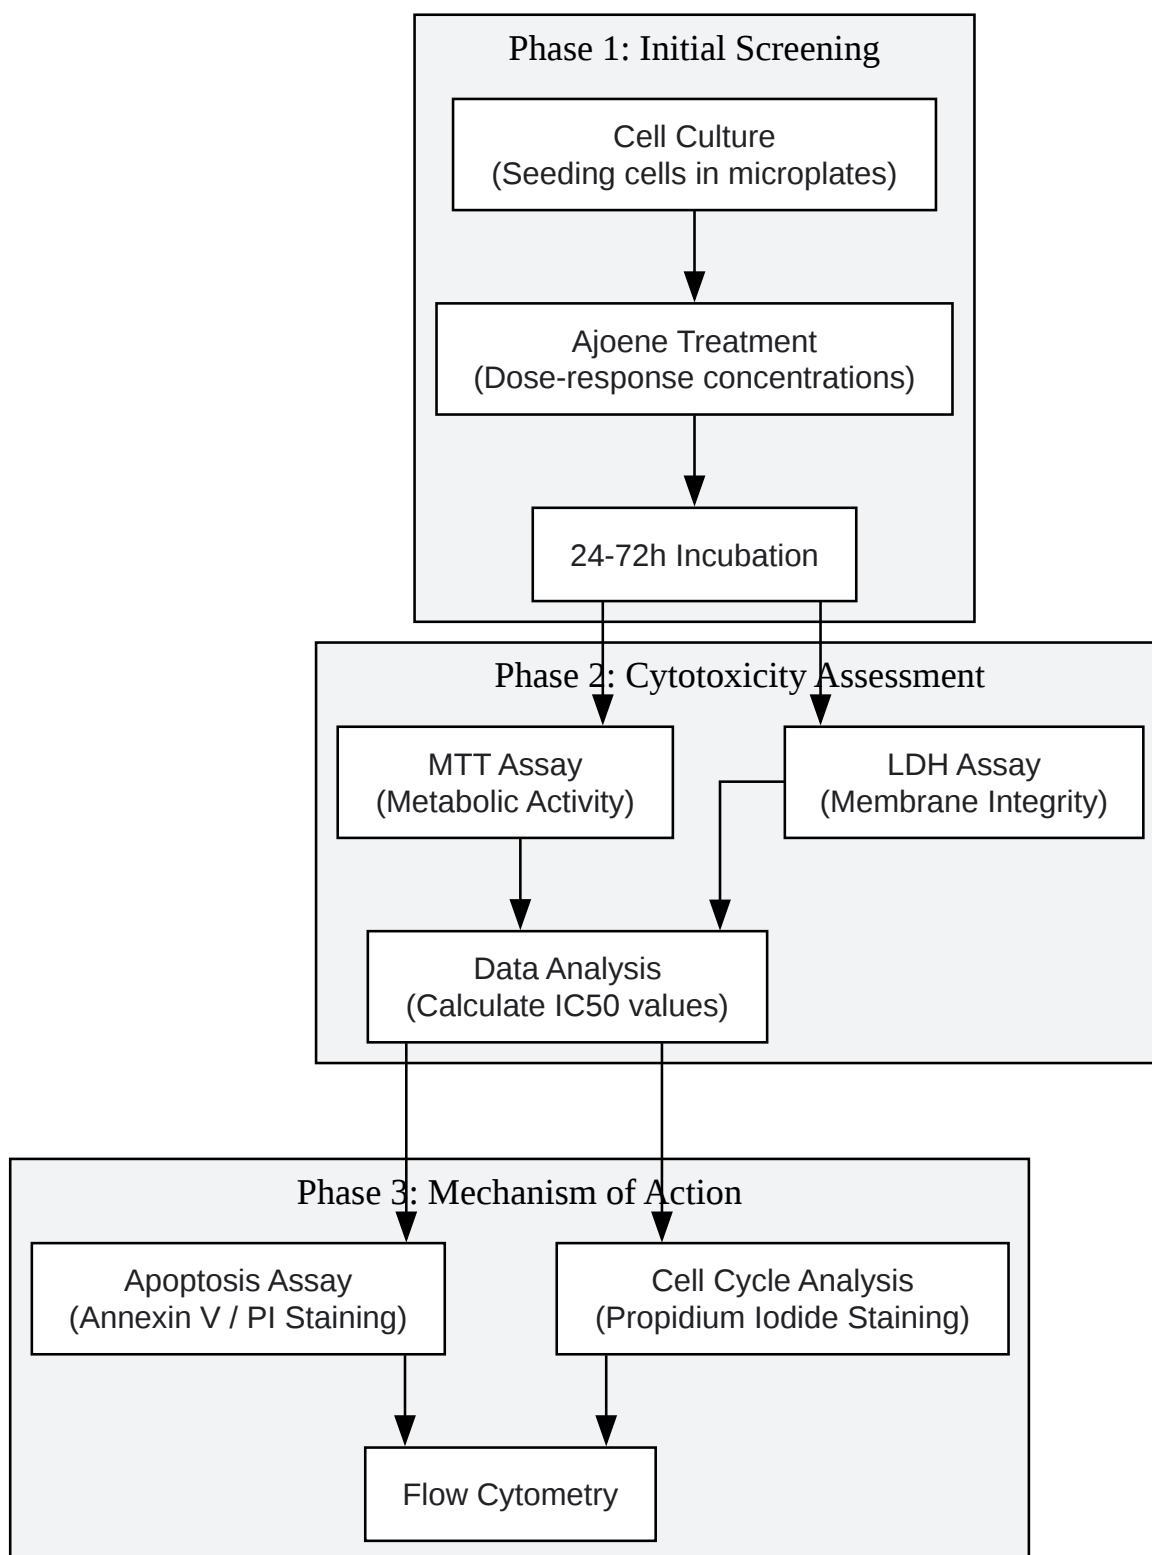 Phase 1: Initial Screening
Cell Culture
(Seeding cells in microplates)
Ajoene Treatment
(Dose-response concentrations)
24-72h Incubation
Phase 2: Cytotoxicity Assessment
MTT Assay
(Metabolic Activity)
LDH Assay
(Membrane Integrity)
Data Analysis
(Calculate IC50 values)
Phase 3: Mechanism of Action
Apoptosis Assay
(Annexin V / PI Staining)
Cell Cycle Analysis
(Propidium Iodide Staining)
Flow Cytometry